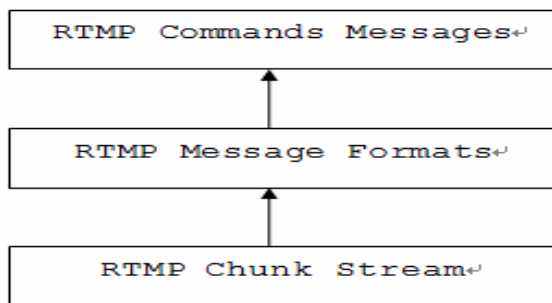 RTMP Commands Messages↵
RTMP Message Formats↵
RTMP Chunk Stream↵